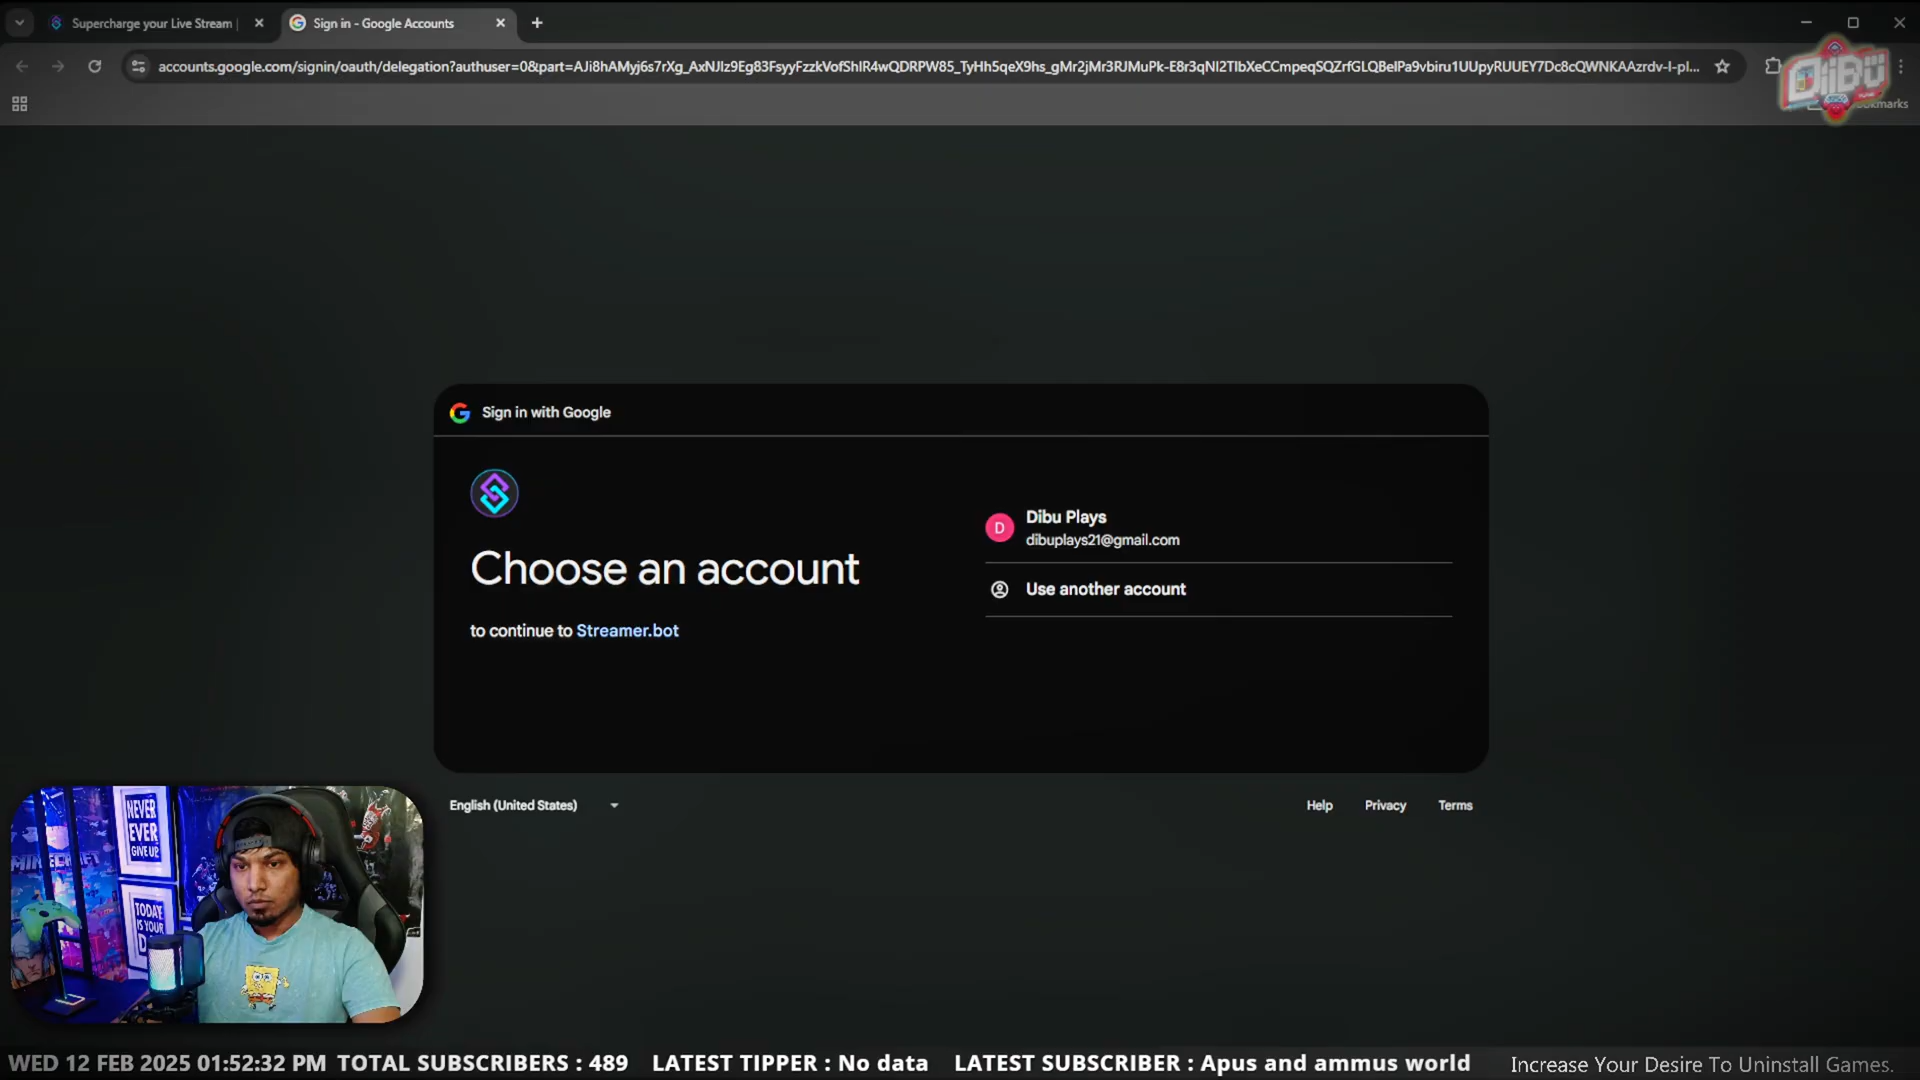 Supercharge your Live Stream |
Sign in - Google Accounts
accounts.google.com/signin/oauth/delegation?authuser=0&part=
Sign in with Google
Choose an account
to continue to Streamer.bot
D
Dibu Plays
dibuplays21@gmail.com
Use another account
English (United States)
Help
Privacy
Terms
DiiBU
NEVER
EVER
GIVE UP
MINECRAFT
TODAY
IS YOUR
WED 12 FEB 2025 01:52:32 PM
TOTAL SUBSCRIBERS : 489
LATEST TIPPER : No data
LATEST SUBSCRIBER : Apus and ammus world
Increase Your Desire To Uninstall Games.